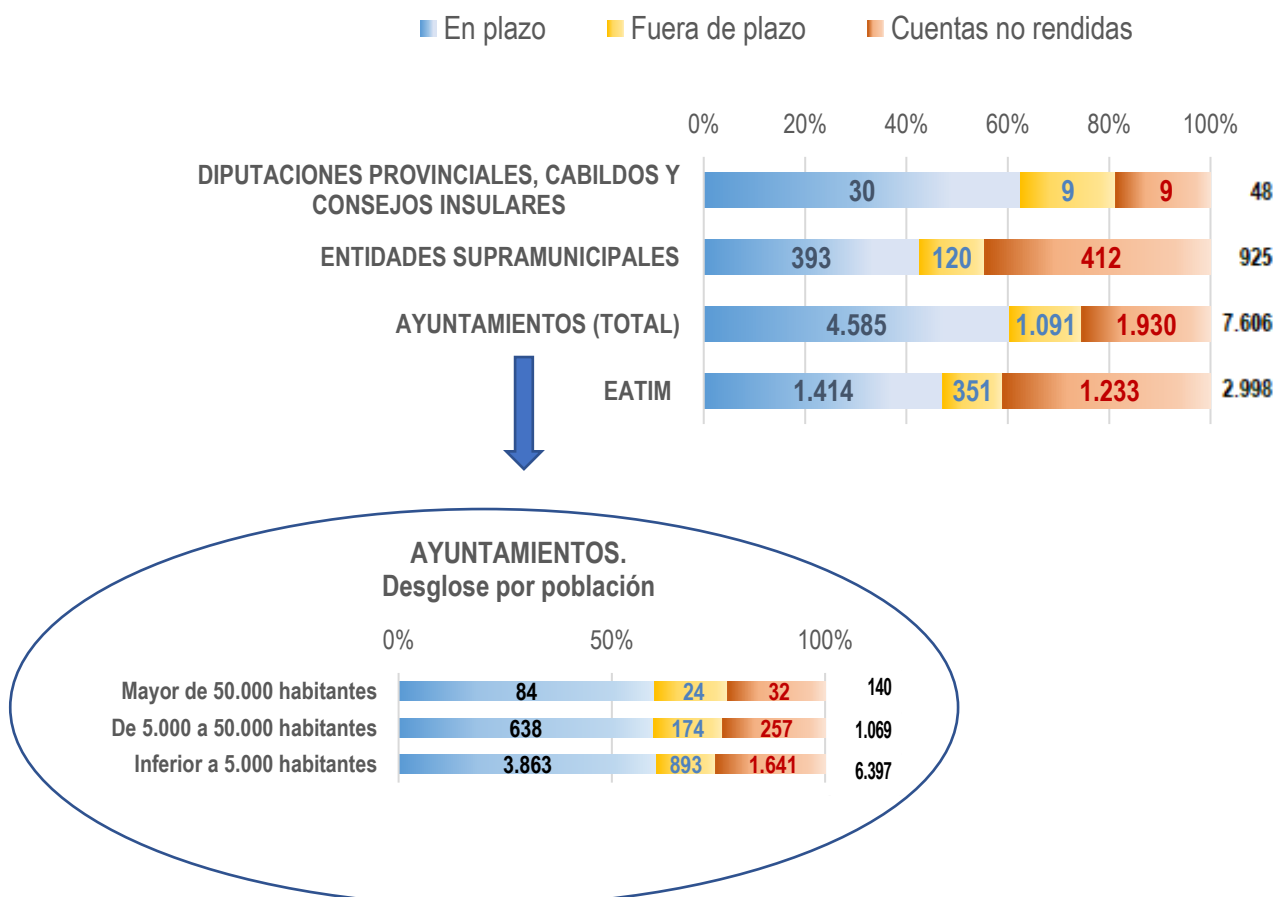 En plazo Fuera de plazo Cuentas no rendidas
0% 20% 40% 60% 80% 100%
DIPUTACIONES PROVINCIALES, CABILDOS Y
CONSEJOS INSULARES
30 9 9 48
ENTIDADES SUPRAMUNICIPALES 393 120 412 925
AYUNTAMIENTOS (TOTAL) 4.585 1.091 1.930 7.606
EATIM 1.414 351 1.233 2.998
AYUNTAMIENTOS.
Desglose por población
0% 50% 100%
Mayor de 50.000 habitantes 84 24 32 140
De 5.000 a 50.000 habitantes 638 174 257 1.069
Inferior a 5.000 habitantes 3.863 893 1.641 6.397